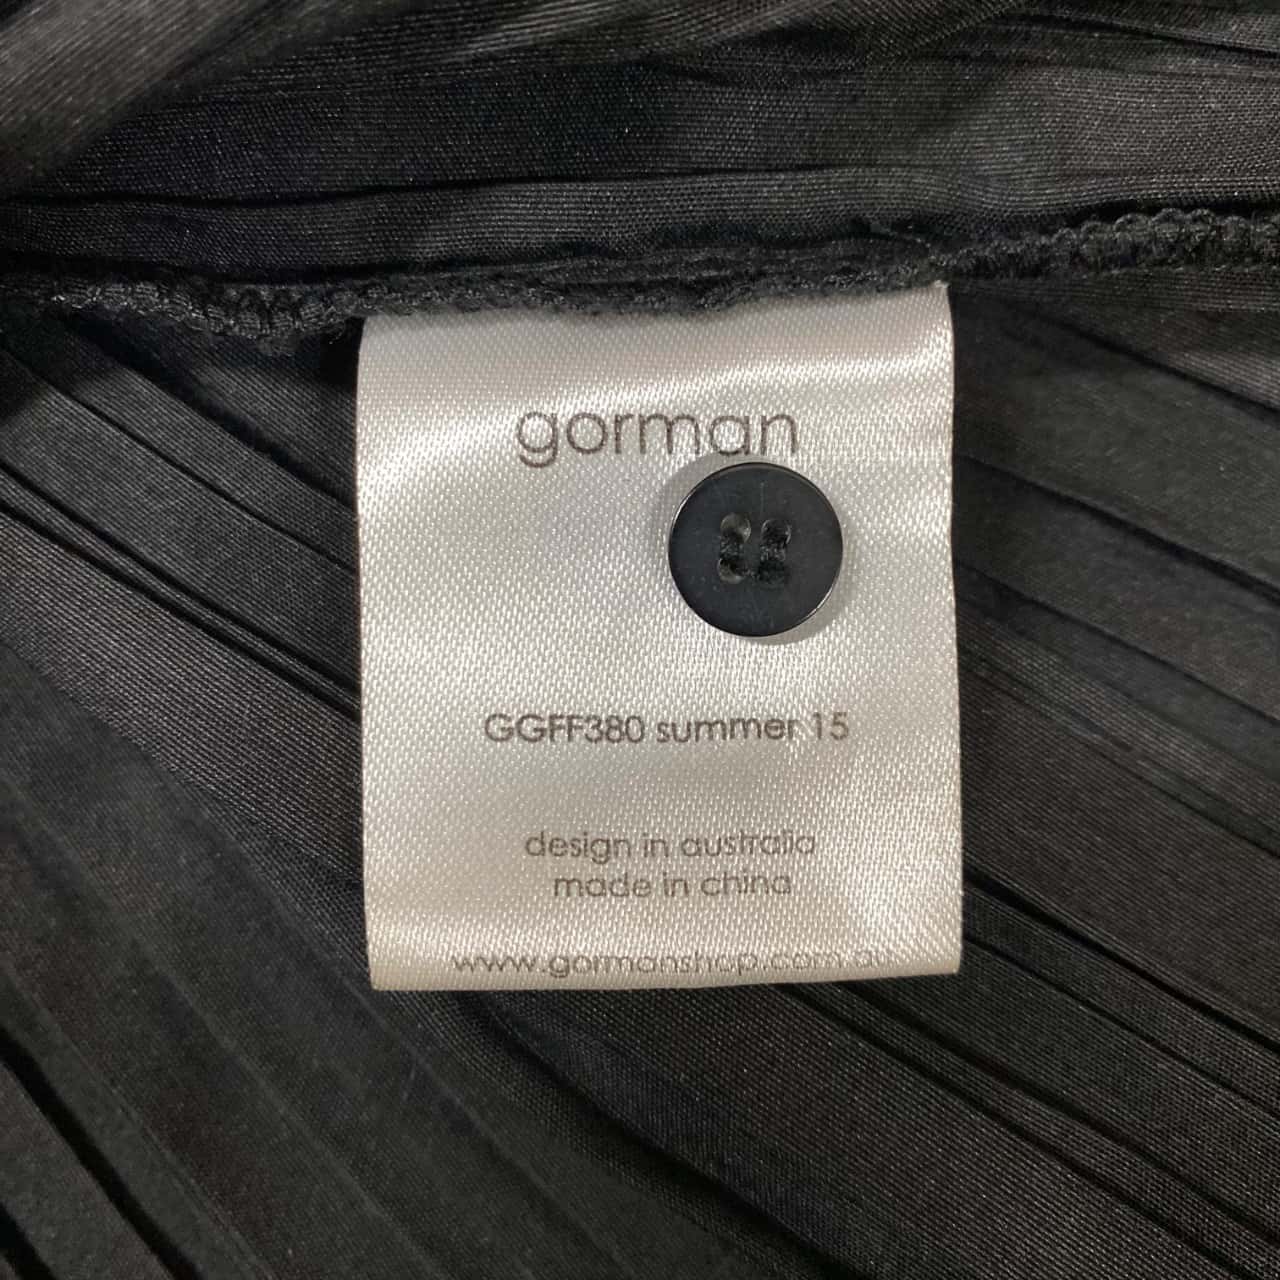 gorman
GGFF380 summer 15
design in australia
made in china
www.gormanshop.com.au